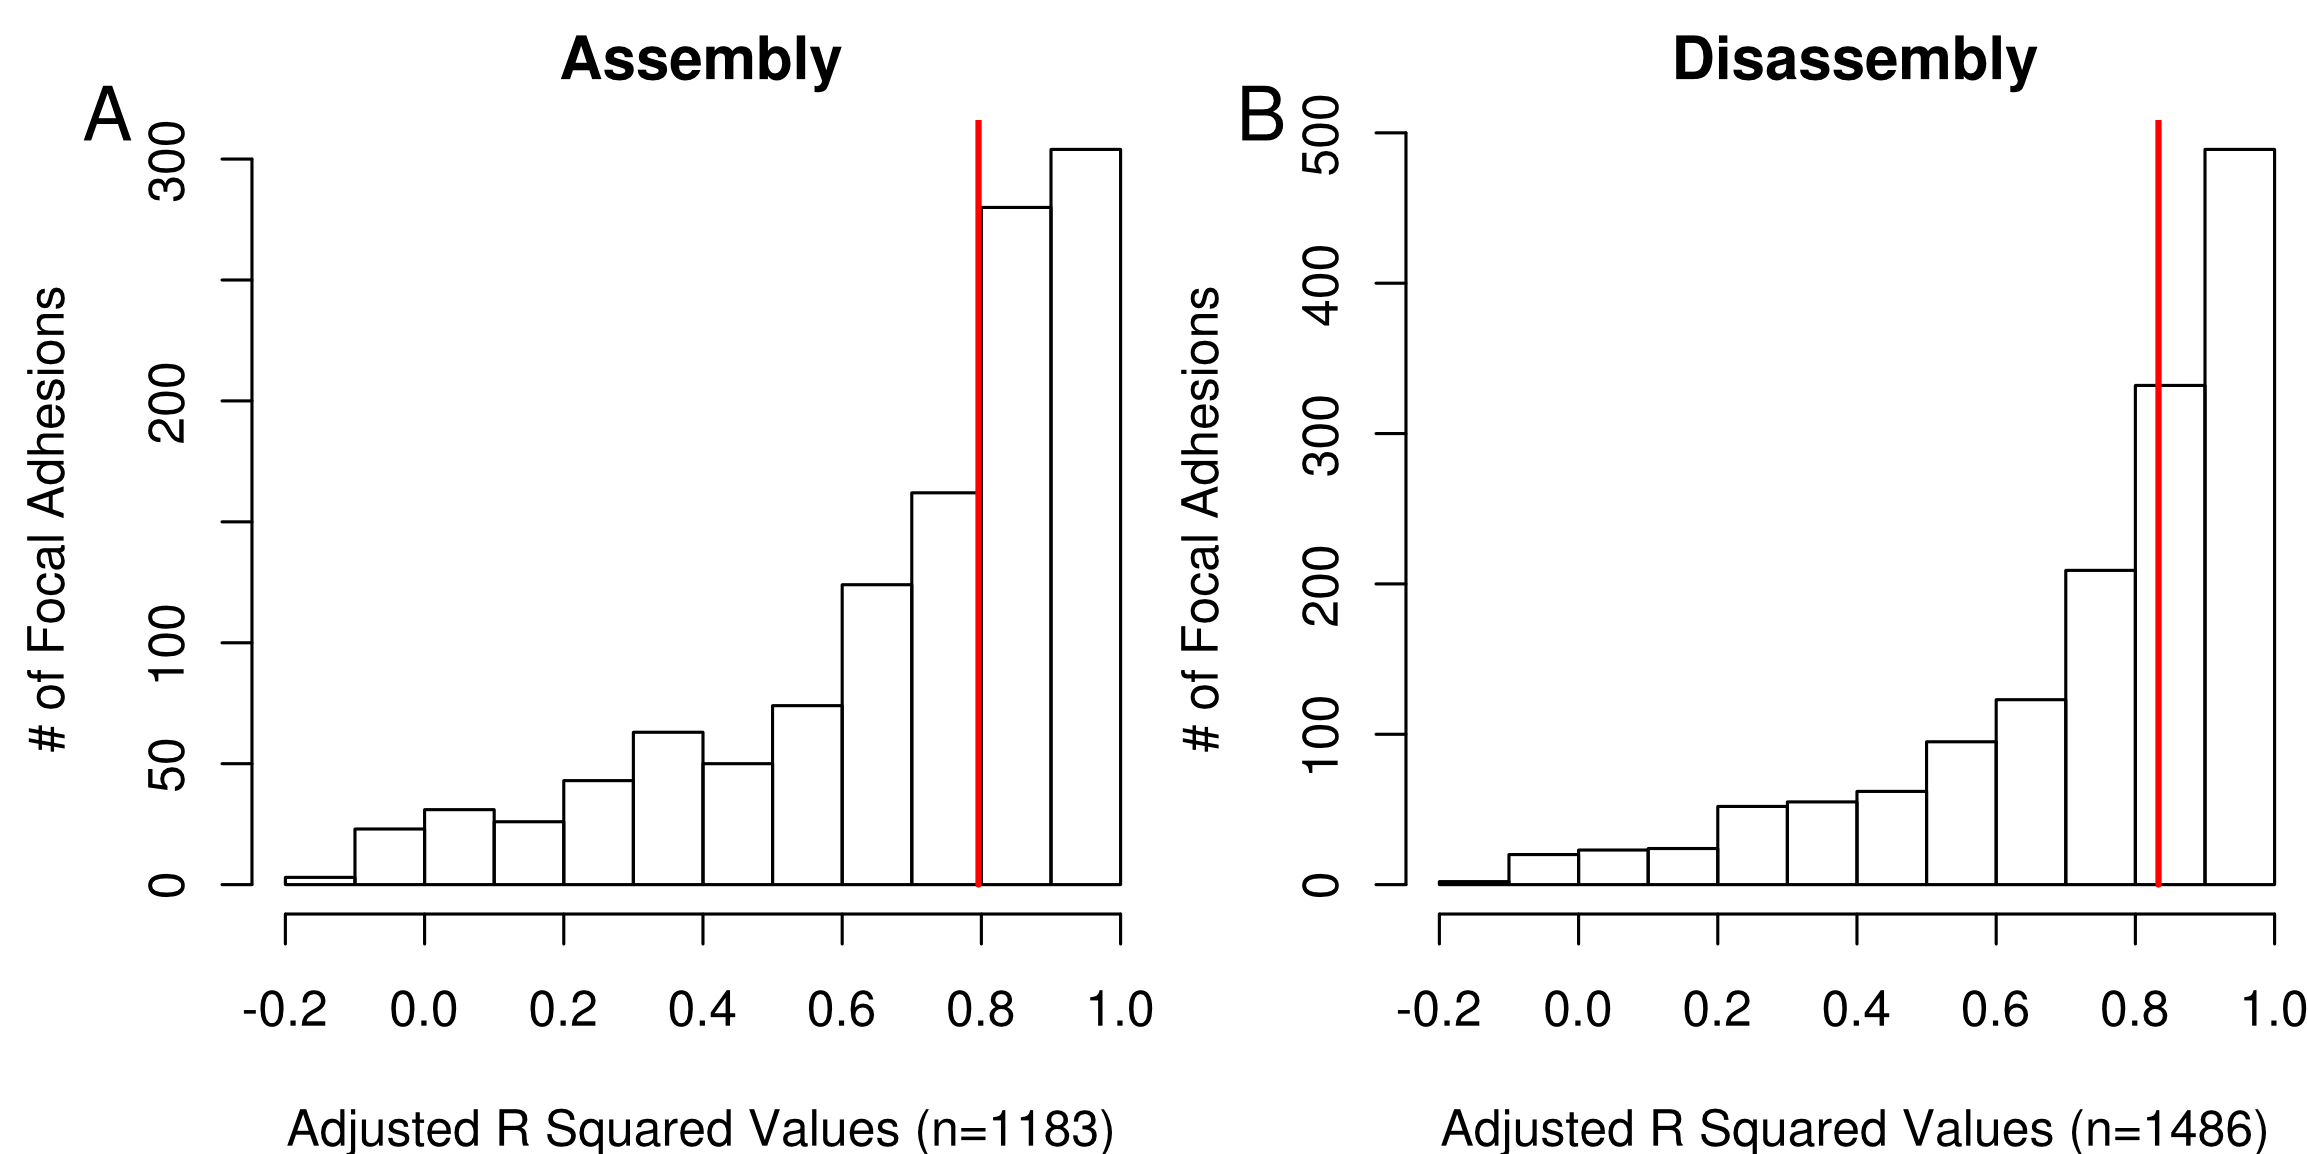 Assembly
A
# of Focal Adhesions
300
200
100
50
0
-0.2 0.0 0.2 0.4 0.6 0.8 1.0
Adjusted R Squared Values (n=1183)
Disassembly
B
# of Focal Adhesions
500
400
300
200
100
0
-0.2 0.0 0.2 0.4 0.6 0.8 1.0
Adjusted R Squared Values (n=1486)